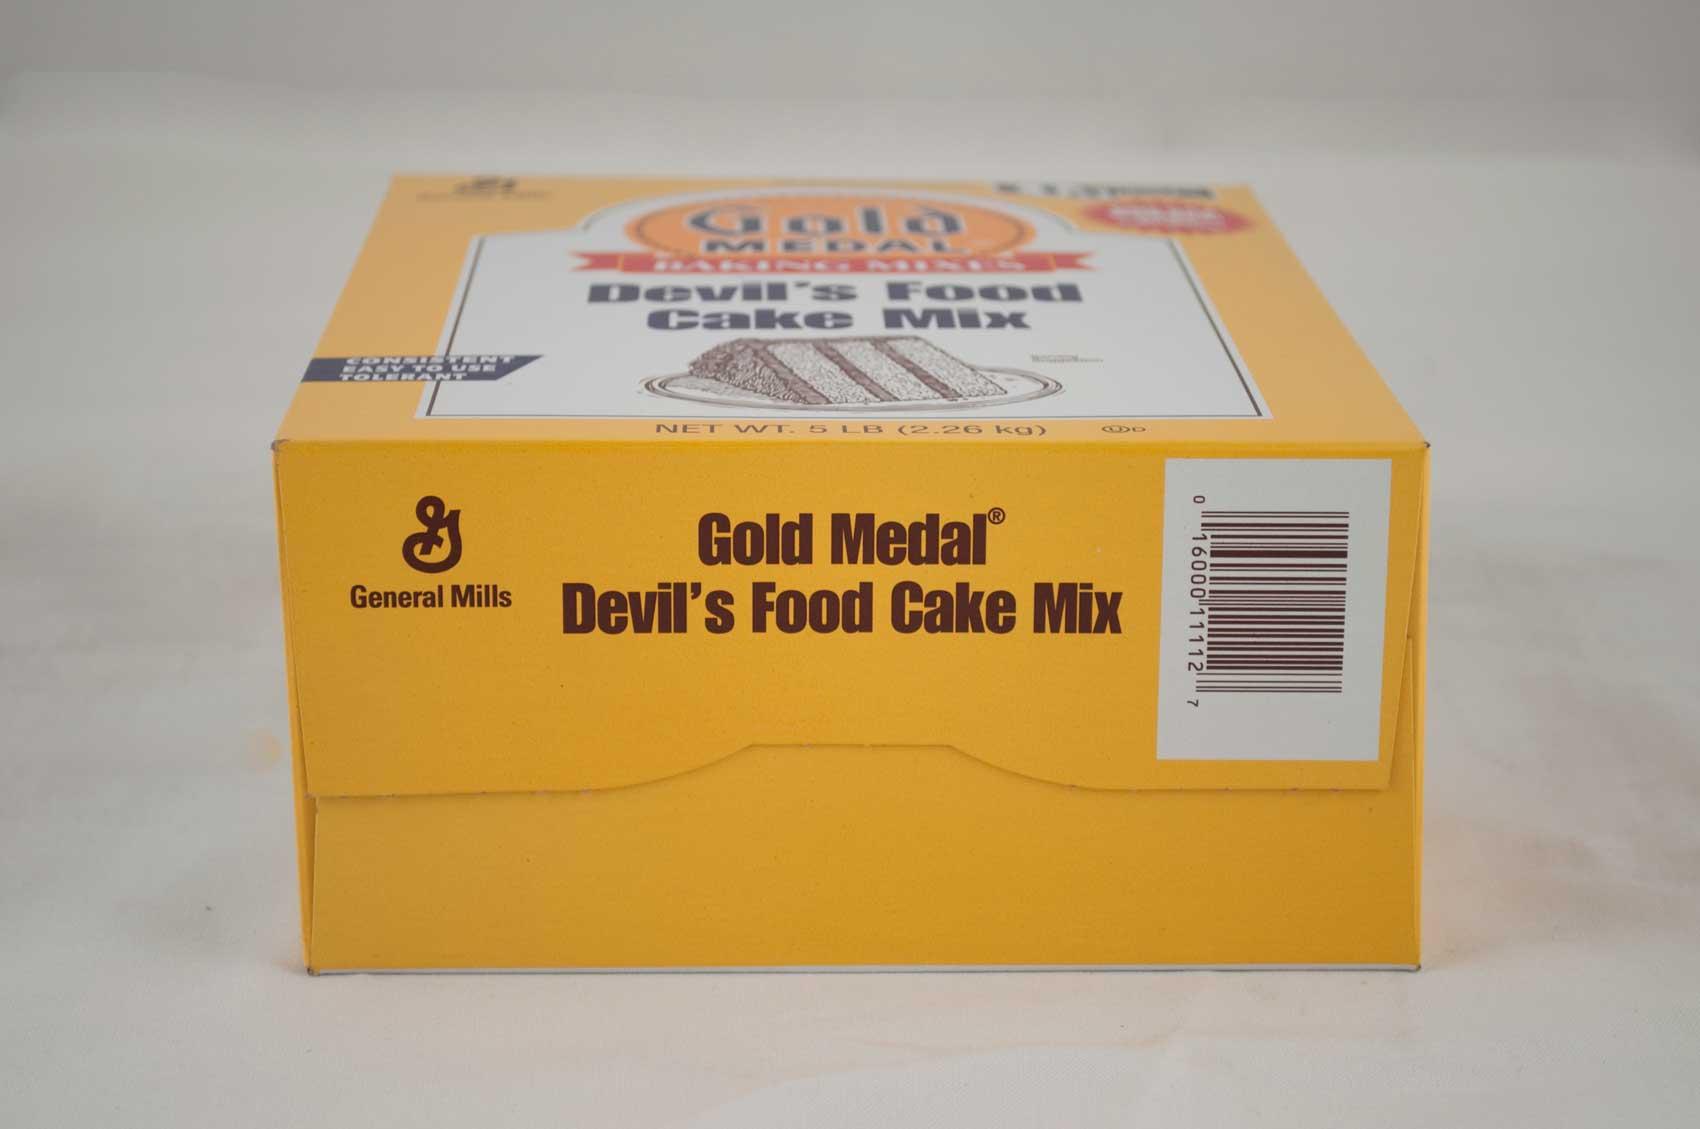 Gold
MEDAL
BAKING MIXES
Devil's Food
Cake Mix
CONSISTENT
EASY TO USE
TOLERANT
NET WT. 5 LB (2.26 kg)
U D
General Mills
Gold Medal®
Devil's Food Cake Mix
0 16000 11112 7